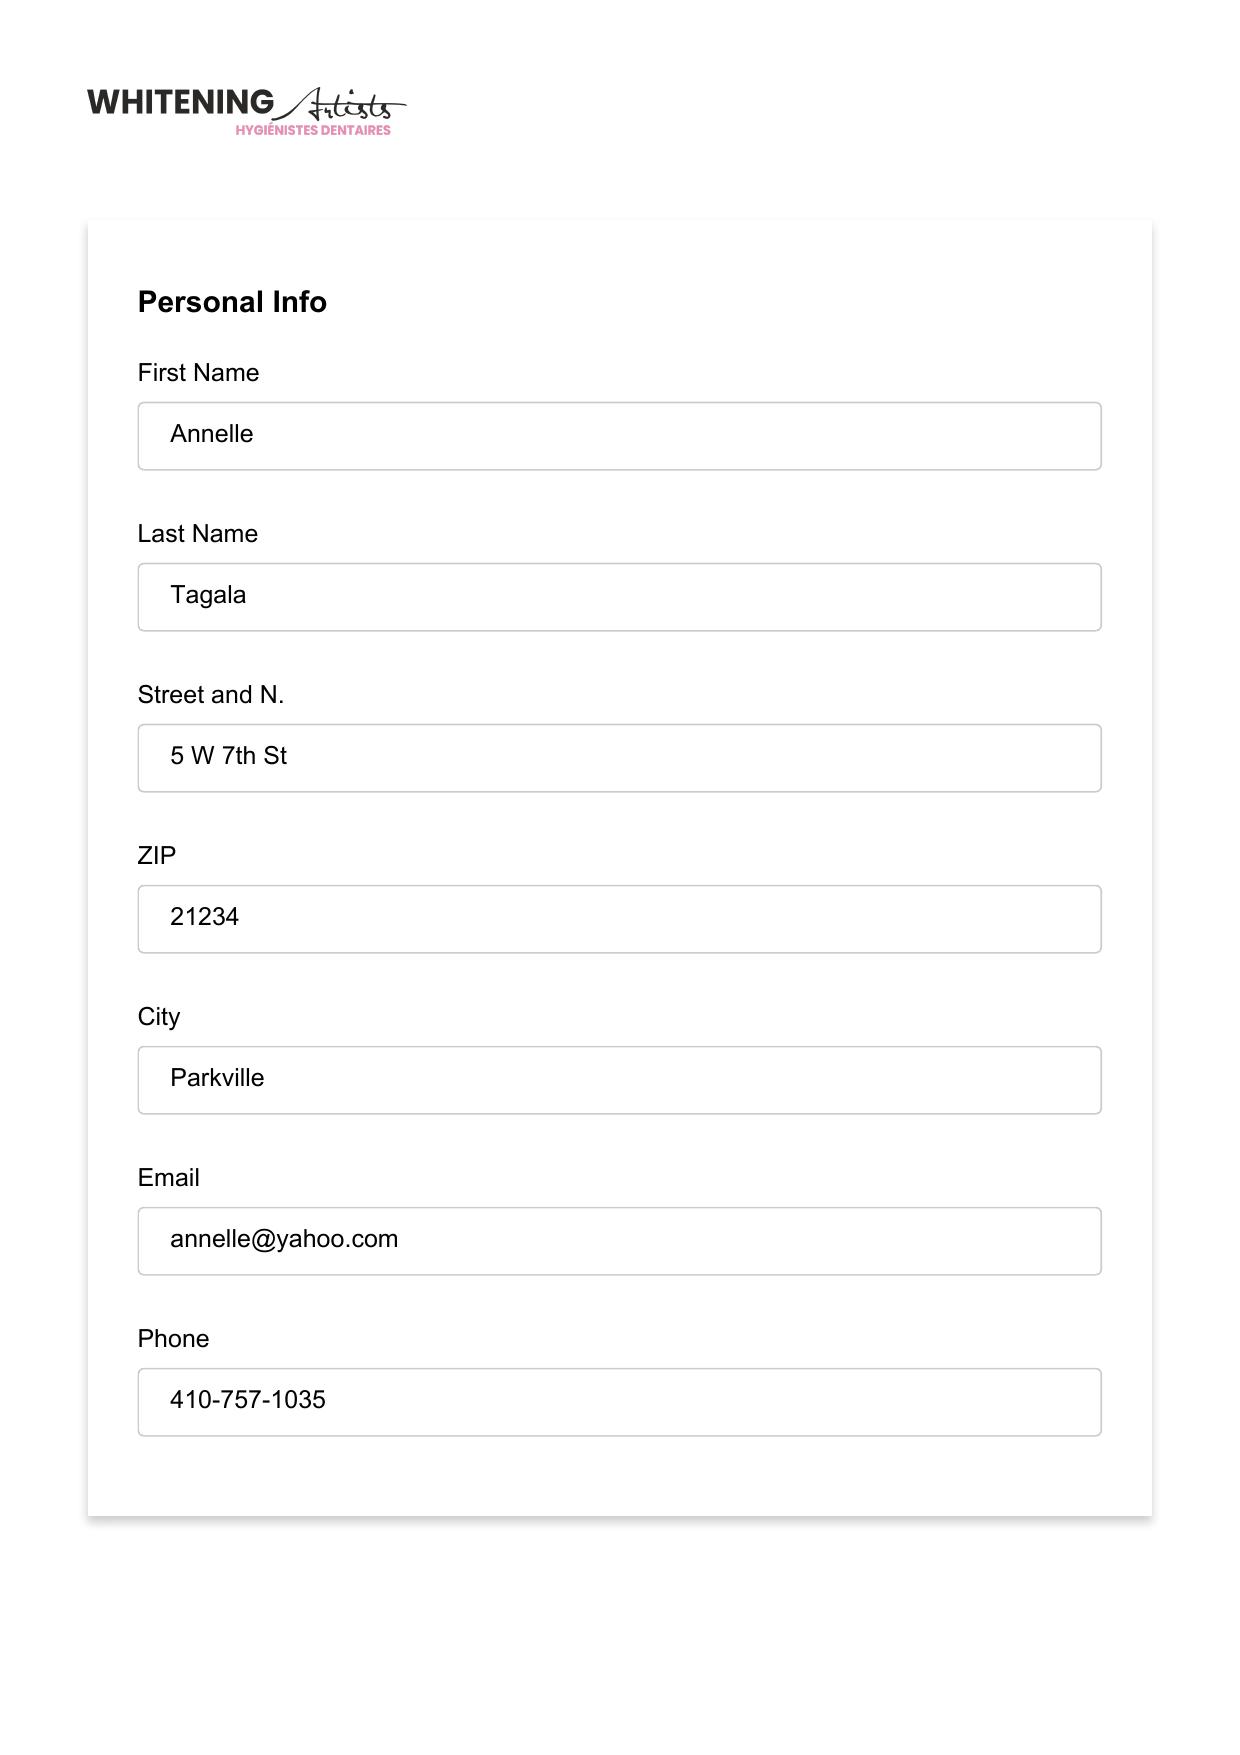 WHITENING Artists
HYGIÉNISTES DENTAIRES
Personal Info
First Name
Annelle
Last Name
Tagala
Street and N.
5 W 7th St
ZIP
21234
City
Parkville
Email
annelle@yahoo.com
Phone
410-757-1035